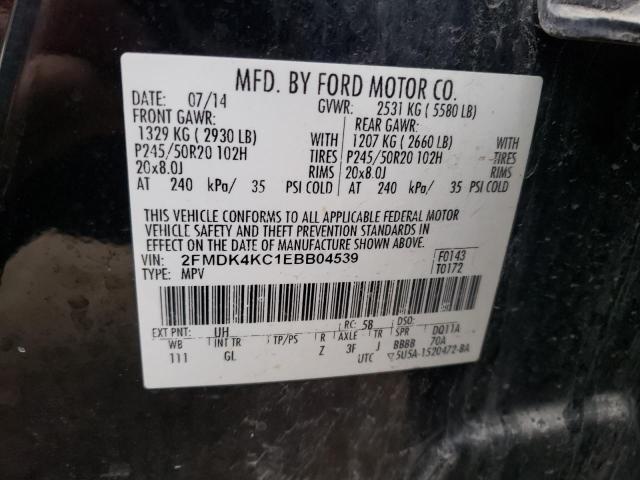 MFD. BY FORD MOTOR CO.
DATE: 07/14 GVWR: 2531 KG ( 5580 LB)
FRONT GAWR: REAR GAWR:
1329 KG ( 2930 LB) WITH 1207 KG ( 2660 LB) WITH
P245/50R20 102H TIRES P245/50R20 102H TIRES
20x8.0J RIMS 20x8.0J RIMS
AT 240 kPa/ 35 PSI COLD AT 240 kPa/ 35 PSI COLD
THIS VEHICLE CONFORMS TO ALL APPLICABLE FEDERAL MOTOR
VEHICLE SAFETY AND THEFT PREVENTION STANDARDS IN
EFFECT ON THE DATE OF MANUFACTURE SHOWN ABOVE.
VIN: 2FMDK4KC1EBB04539 F0143
TYPE: MPV T0172
EXT PNT: UH RC: 5B DSO:
WB INT TR TP/PS R AXLE TR SPR DQ11A
111 GL Z 3F J BBBB 70A
UTC 5U5A-1520472-BA